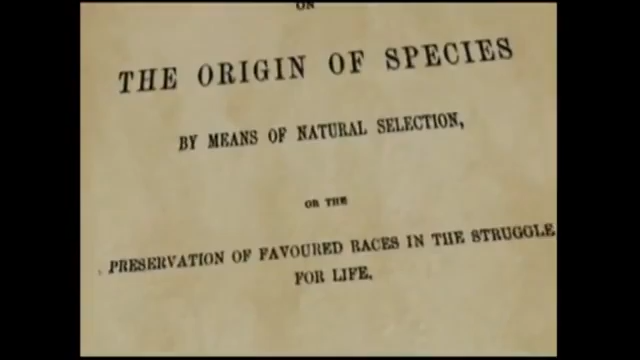 ON
THE ORIGIN OF SPECIES
BY MEANS OF NATURAL SELECTION,
OR THE
PRESERVATION OF FAVOURED RACES IN THE STRUGGLE
FOR LIFE.